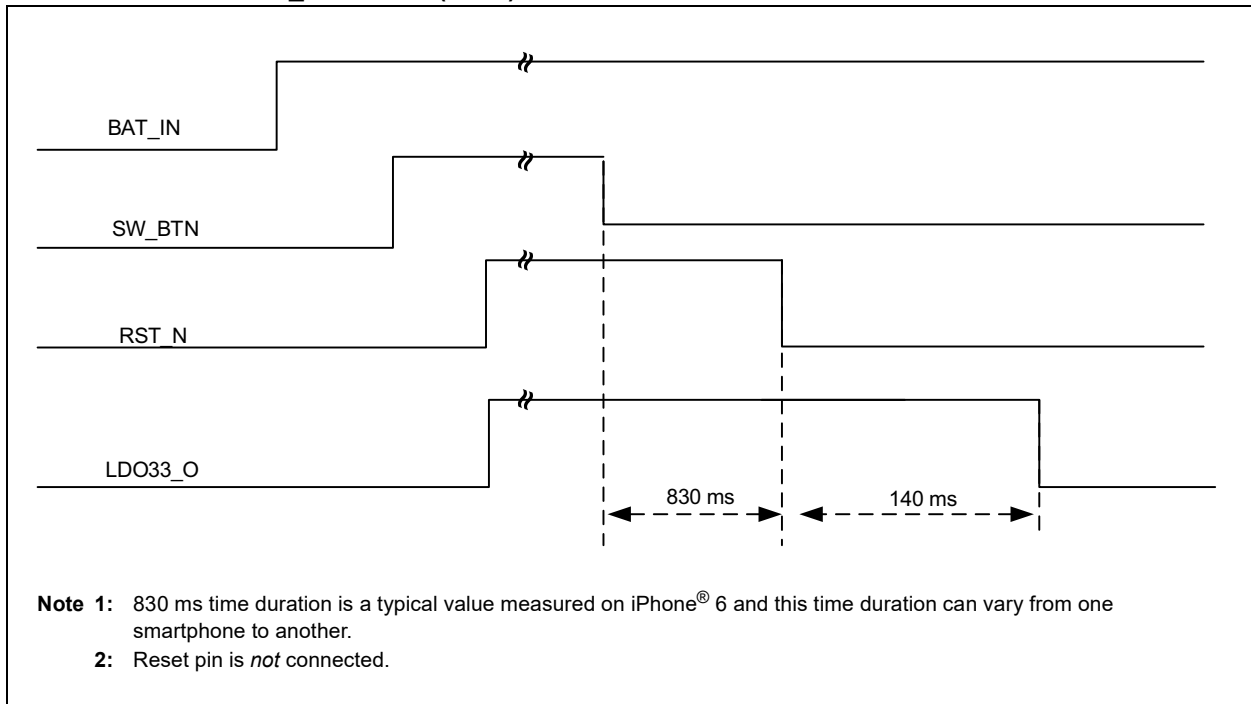 BAT_IN
SW_BTN
RST_N
LDO33_O
830 ms
140 ms
Note 1: 830 ms time duration is a typical value measured on iPhone® 6 and this time duration can vary from one
smartphone to another.
2: Reset pin is not connected.